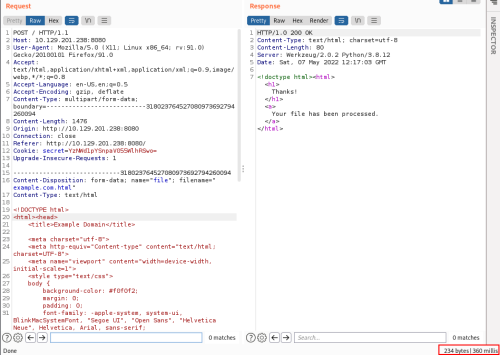 Request
Pretty Raw Hex \n
1 POST / HTTP/1.1
2 Host: 10.129.201.238:8080
3 User-Agent: Mozilla/5.0 (X11; Linux x86_64; rv:91.0)
Gecko/20100101 Firefox/91.0
4 Accept:
text/html,application/xhtml+xml,application/xml;q=0.9,image/
webp,*/*;q=0.8
5 Accept-Language: en-US,en;q=0.5
6 Accept-Encoding: gzip, deflate
7 Content-Type: multipart/form-data;
boundary=---------------------------3180237645270809736927942
60094
8 Content-Length: 1476
9 Origin: http://10.129.201.238:8080
10 Connection: close
11 Referer: http://10.129.201.238:8080/
12 Cookie: secret=
13 Upgrade-Insecure-Requests: 1
14
15 -----------------------------318023764527080973692794260094
16 Content-Disposition: form-data; name="file"; filename="
example.com.html"
17 Content-Type: text/html
18
19 <!DOCTYPE html>
20 <html><head>
21 <title>Example Domain</title>
22
23 <meta charset="utf-8">
24 <meta http-equiv="Content-type" content="text/html;
charset=UTF-8">
25 <meta name="viewport" content="width=device-width,
initial-scale=1">
26 <style type="text/css">
27 body {
28 background-color: #f0f0f2;
29 margin: 0;
30 padding: 0;
31 font-family: -apple-system, system-ui,
BlinkMacSystemFont, "Segoe UI", "Open Sans", "Helvetica
Neue", Helvetica, Arial, sans-serif;
0 matches
Done
Response
Pretty Raw Hex Render \n
1 HTTP/1.0 200 OK
2 Content-Type: text/html; charset=utf-8
3 Content-Length: 80
4 Server: Werkzeug/2.0.2 Python/3.8.12
5 Date: Sat, 07 May 2022 12:17:03 GMT
6
7 <!doctype html><html>
<h1>
Thanks!
</h1>
<a>
Your file has been processed.
</a>
</html>
Search...
0 matches
234 bytes | 360 millis
INSPECTOR